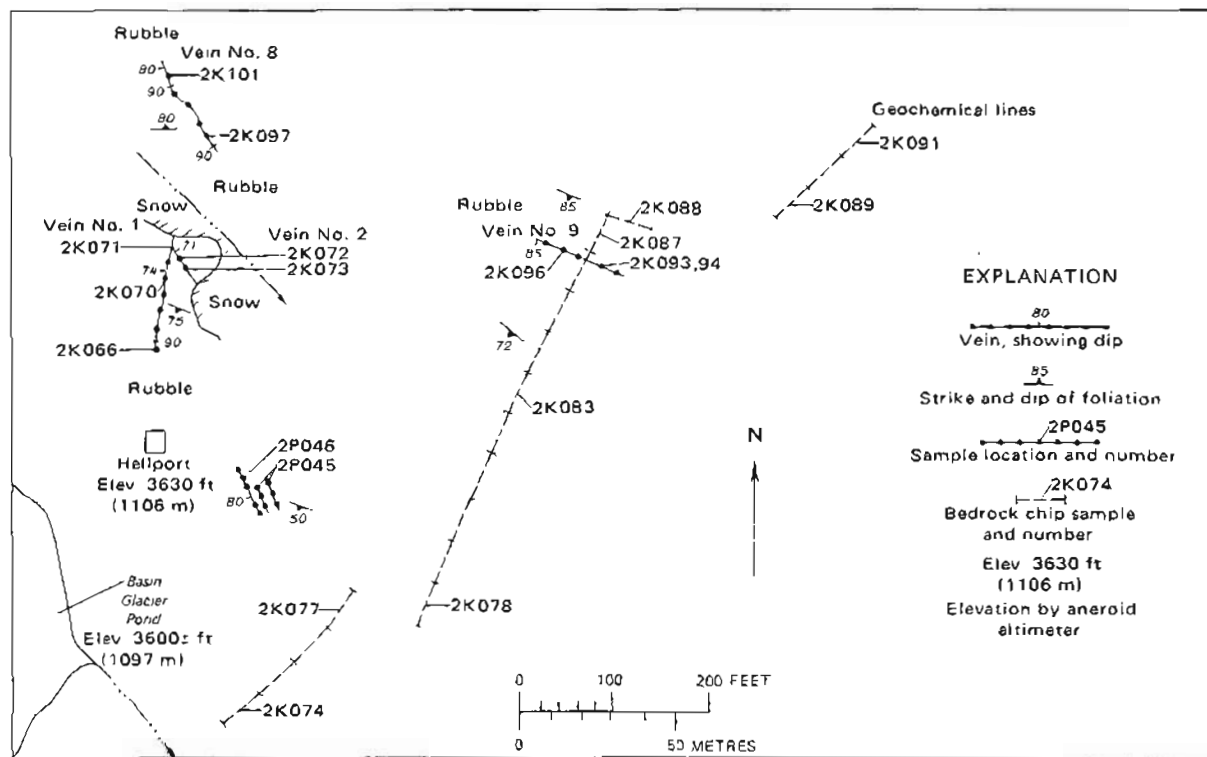 Rubble
Vein No. 8
80
2K101
90
80
2K097
90
Geochemical lines
2K091
2K089
Rubble
Snow
Vein No. 1
2K071
71
Vein No. 2
2K072
2K073
74
2K070
Snow
75
2K066
90
Rubble
85
Rubble
2K088
Vein No. 9
2K087
85
2K096
2K093,94
72
2K083
2K078
Heliport
Elev 3630 ft
(1106 m)
2P046
2P045
80
50
Basin
Glacier
Pond
Elev 3600± ft
(1097 m)
2K077
2K074
N
0 100 200 FEET
0 50 METRES
EXPLANATION
80
Vein, showing dip
85
Strike and dip of foliation
2P045
Sample location and number
2K074
Bedrock chip sample
and number
Elev 3630 ft
(1106 m)
Elevation by aneroid
altimeter